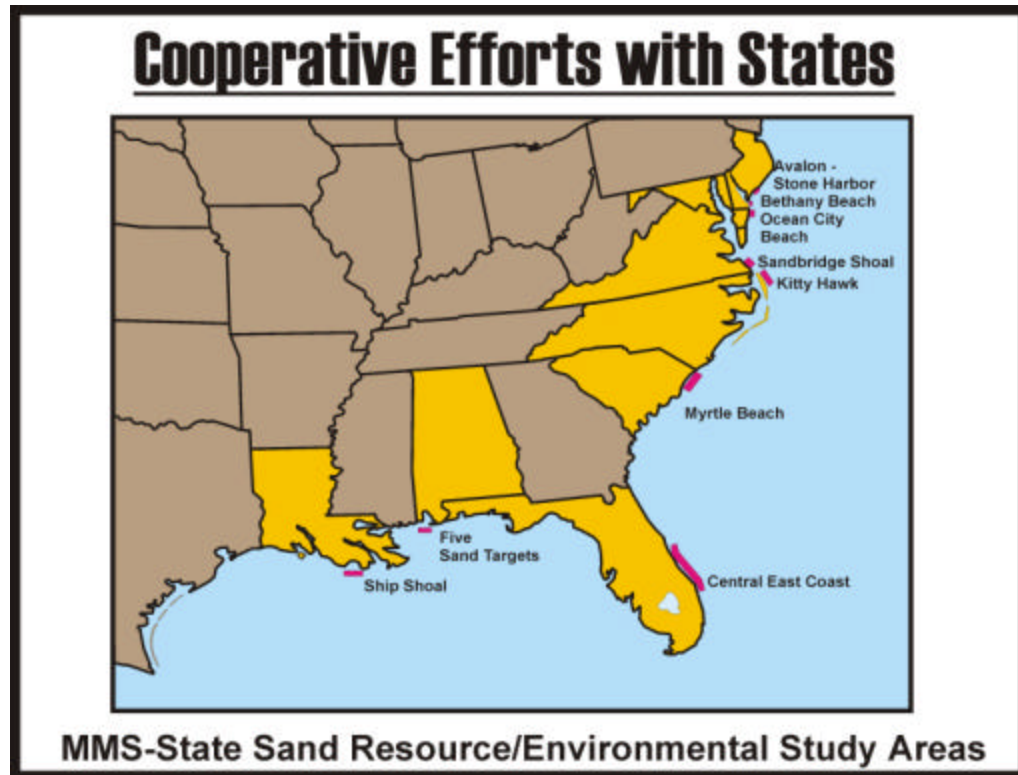 Cooperative Efforts with States
Avalon -
Stone Harbor
Bethany Beach
Ocean City
Beach
Sandbridge Shoal
Kitty Hawk
Myrtle Beach
Five
Sand Targets
Central East Coast
Ship Shoal
MMS-State Sand Resource/Environmental Study Areas